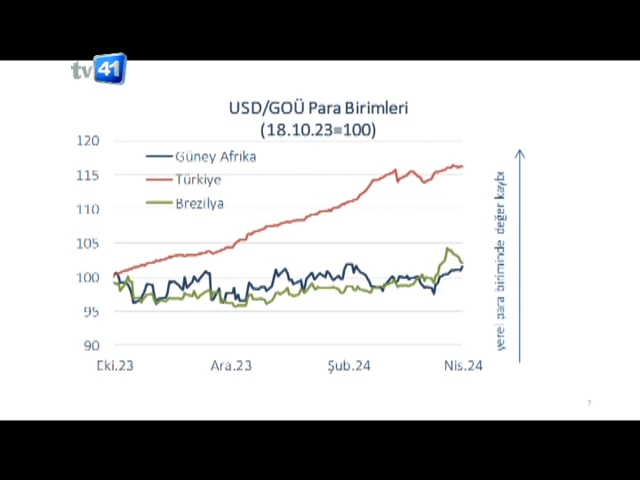 tv41
USD/GOÜ Para Birimleri
(18.10.23=100)
120
115
110
105
100
95
90
Güney Afrika
Türkiye
Brezilya
Eki.23
Ara.23
Şub.24
Nis.24
yerel para biriminde değer kaybı
7